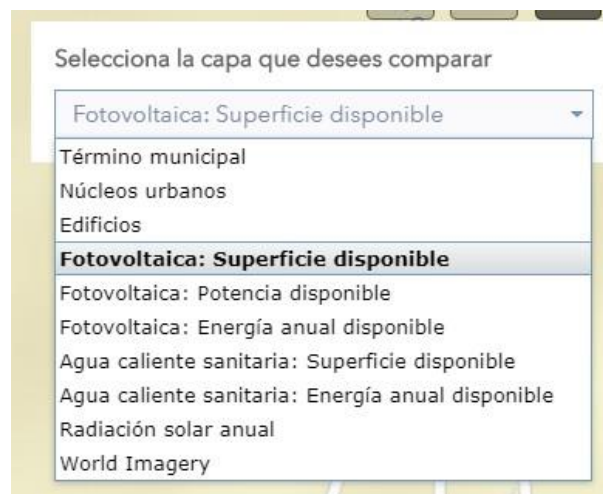 Selecciona la capa que desees comparar
Fotovoltaica: Superficie disponible
Término municipal
Núcleos urbanos
Edificios
Fotovoltaica: Superficie disponible
Fotovoltaica: Potencia disponible
Fotovoltaica: Energía anual disponible
Agua caliente sanitaria: Superficie disponible
Agua caliente sanitaria: Energía anual disponible
Radiación solar anual
World Imagery